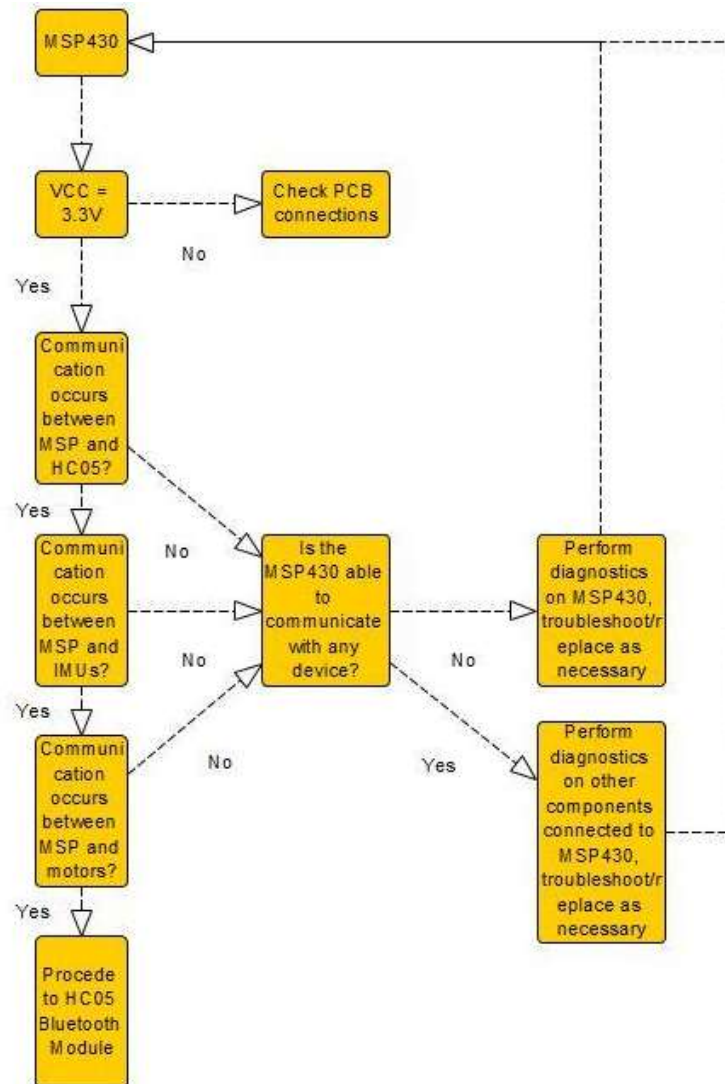 MSP430
VCC =
3.3V
Check PCB
connections
No
Yes
Communi
cation
occurs
between
MSP and
HC05?
Yes
No
Communi
cation
occurs
between
MSP and
IMUs?
Is the
MSP430 able
to
communicate
with any
device?
Perform
diagnostics
on MSP430,
troubleshoot/r
eplace as
necessary
No
No
Yes
Communi
cation
occurs
between
MSP and
motors?
No
Yes
Perform
diagnostics
on other
components
connected to
MSP430,
troubleshoot/r
eplace as
necessary
Yes
Procede
to HC05
Bluetooth
Module